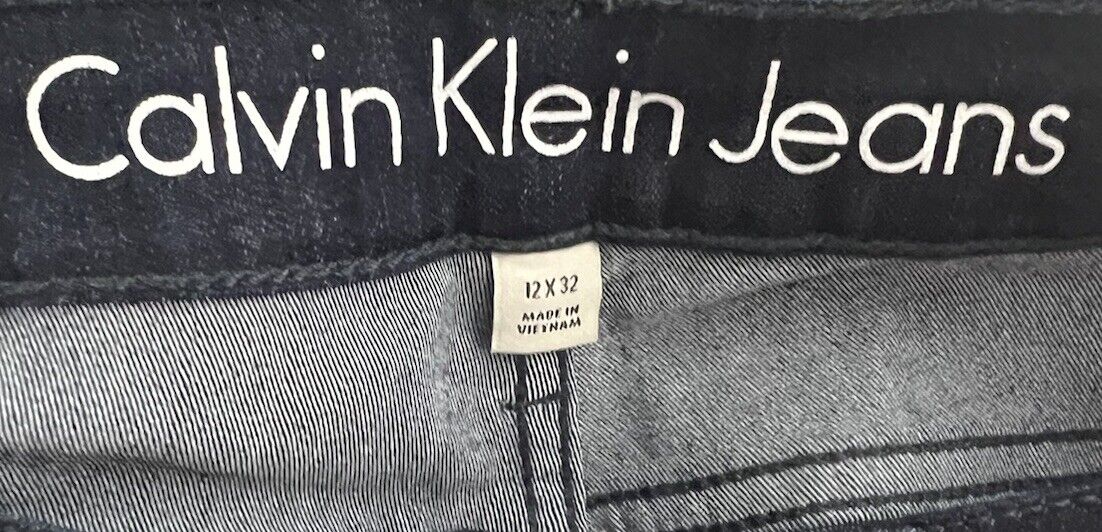 Calvin Klein Jeans
12 X 32
MADE IN
VIETNAM